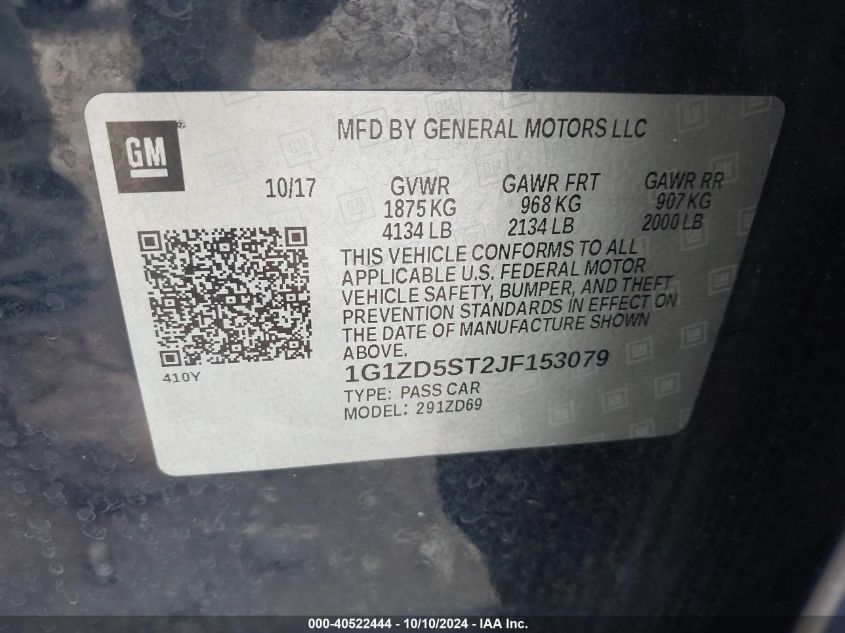 GM®
MFD BY GENERAL MOTORS LLC
10/17 GVWR GAWR FRT GAWR RR
1875 KG 968 KG 907 KG
4134 LB 2134 LB 2000 LB
THIS VEHICLE CONFORMS TO ALL
APPLICABLE U.S. FEDERAL MOTOR
VEHICLE SAFETY, BUMPER, AND THEFT
PREVENTION STANDARDS IN EFFECT ON
THE DATE OF MANUFACTURE SHOWN
ABOVE.
410Y
1G1ZD5ST2JF153079
TYPE: PASS CAR
MODEL: 291ZD69
000-40522444 - 10/10/2024 - IAA Inc.